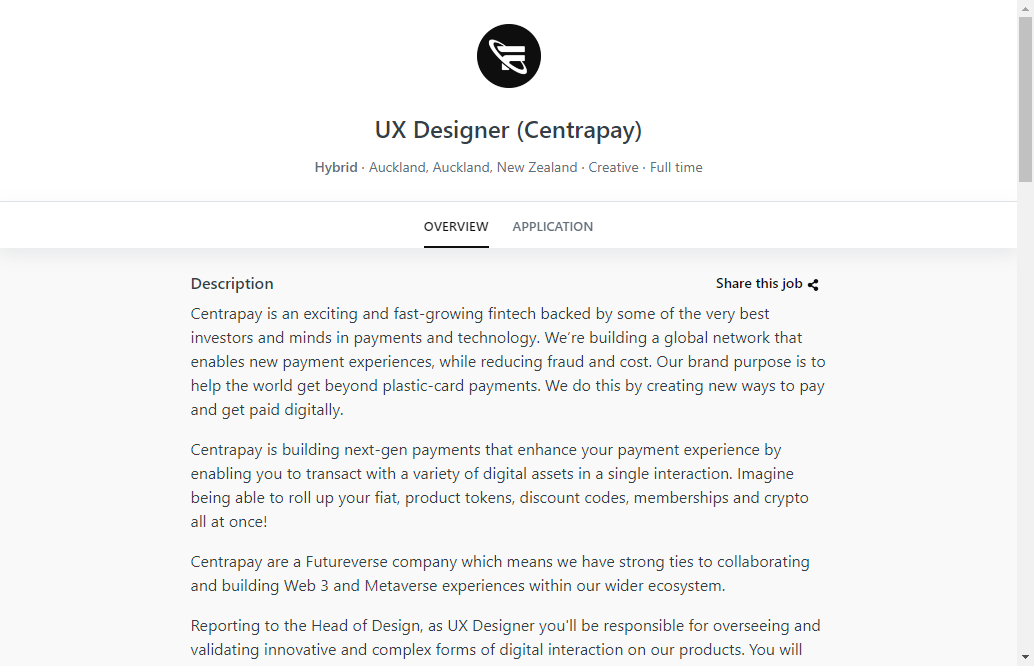 UX Designer (Centrapay)
Hybrid · Auckland, Auckland, New Zealand · Creative · Full time
OVERVIEW APPLICATION
Description Share this job
Centrapay is an exciting and fast-growing fintech backed by some of the very best
investors and minds in payments and technology. We’re building a global network that
enables new payment experiences, while reducing fraud and cost. Our brand purpose is to
help the world get beyond plastic-card payments. We do this by creating new ways to pay
and get paid digitally.
Centrapay is building next-gen payments that enhance your payment experience by
enabling you to transact with a variety of digital assets in a single interaction. Imagine
being able to roll up your fiat, product tokens, discount codes, memberships and crypto
all at once!
Centrapay are a Futureverse company which means we have strong ties to collaborating
and building Web 3 and Metaverse experiences within our wider ecosystem.
Reporting to the Head of Design, as UX Designer you'll be responsible for overseeing and
validating innovative and complex forms of digital interaction on our products. You will